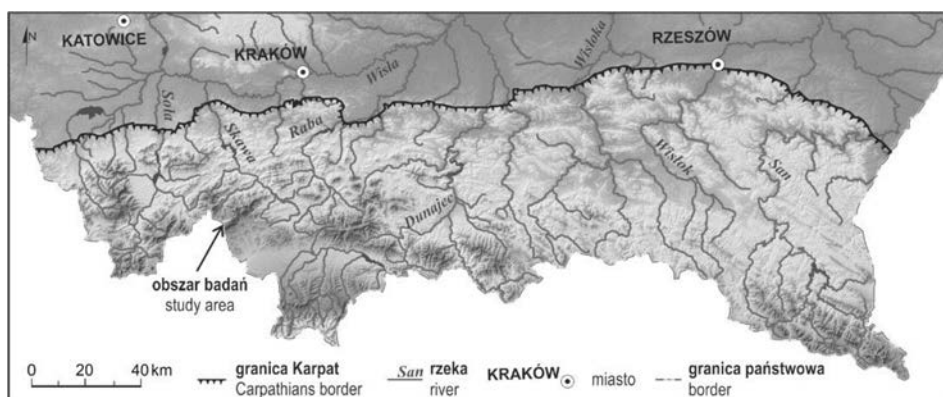 N
KATOWICE
KRAKÓW
RZESZÓW
Wisłoka
Wisła
Soła
Skawa
Raba
Wisłok
San
Dunajec
obszar badań
study area
0 20 40 km
granica Karpat
Carpathians border
San
rzeka
river
KRAKÓW
miasto
granica państwowa
border